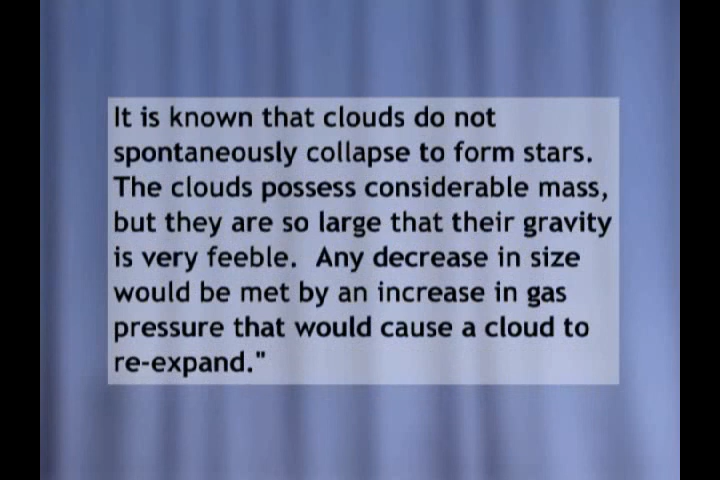 It is known that clouds do not
spontaneously collapse to form stars.
The clouds possess considerable mass,
but they are so large that their gravity
is very feeble.  Any decrease in size
would be met by an increase in gas
pressure that would cause a cloud to
re-expand."